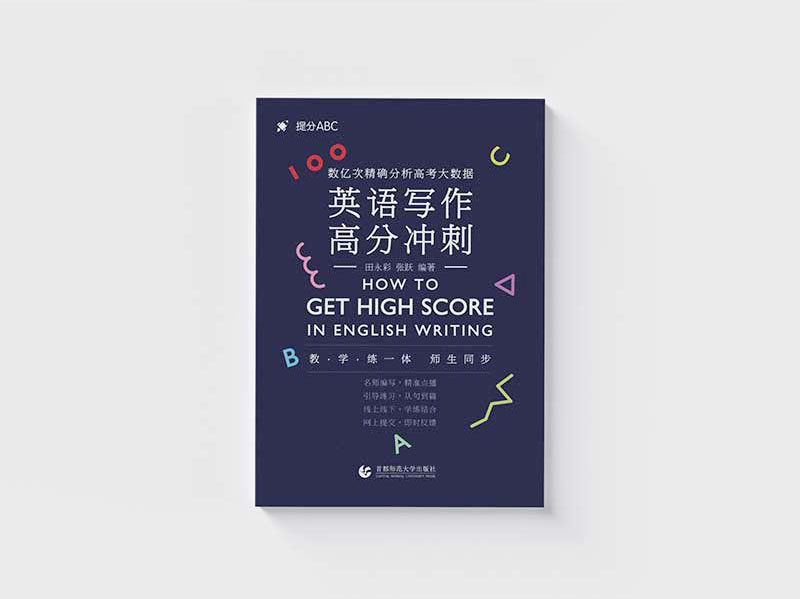 提分ABC
100
数亿次精确分析高考大数据
英语写作
高分冲刺
田永彩 张跃 编著
HOW TO
GET HIGH SCORE
IN ENGLISH WRITING
B
教·学·练一体 师生同步
名师编写·精准点播
引导练习·从句到篇
线上线下·学练结合
网上提交·即时反馈
A
首都师范大学出版社
CAPITAL NORMAL UNIVERSITY PRESS